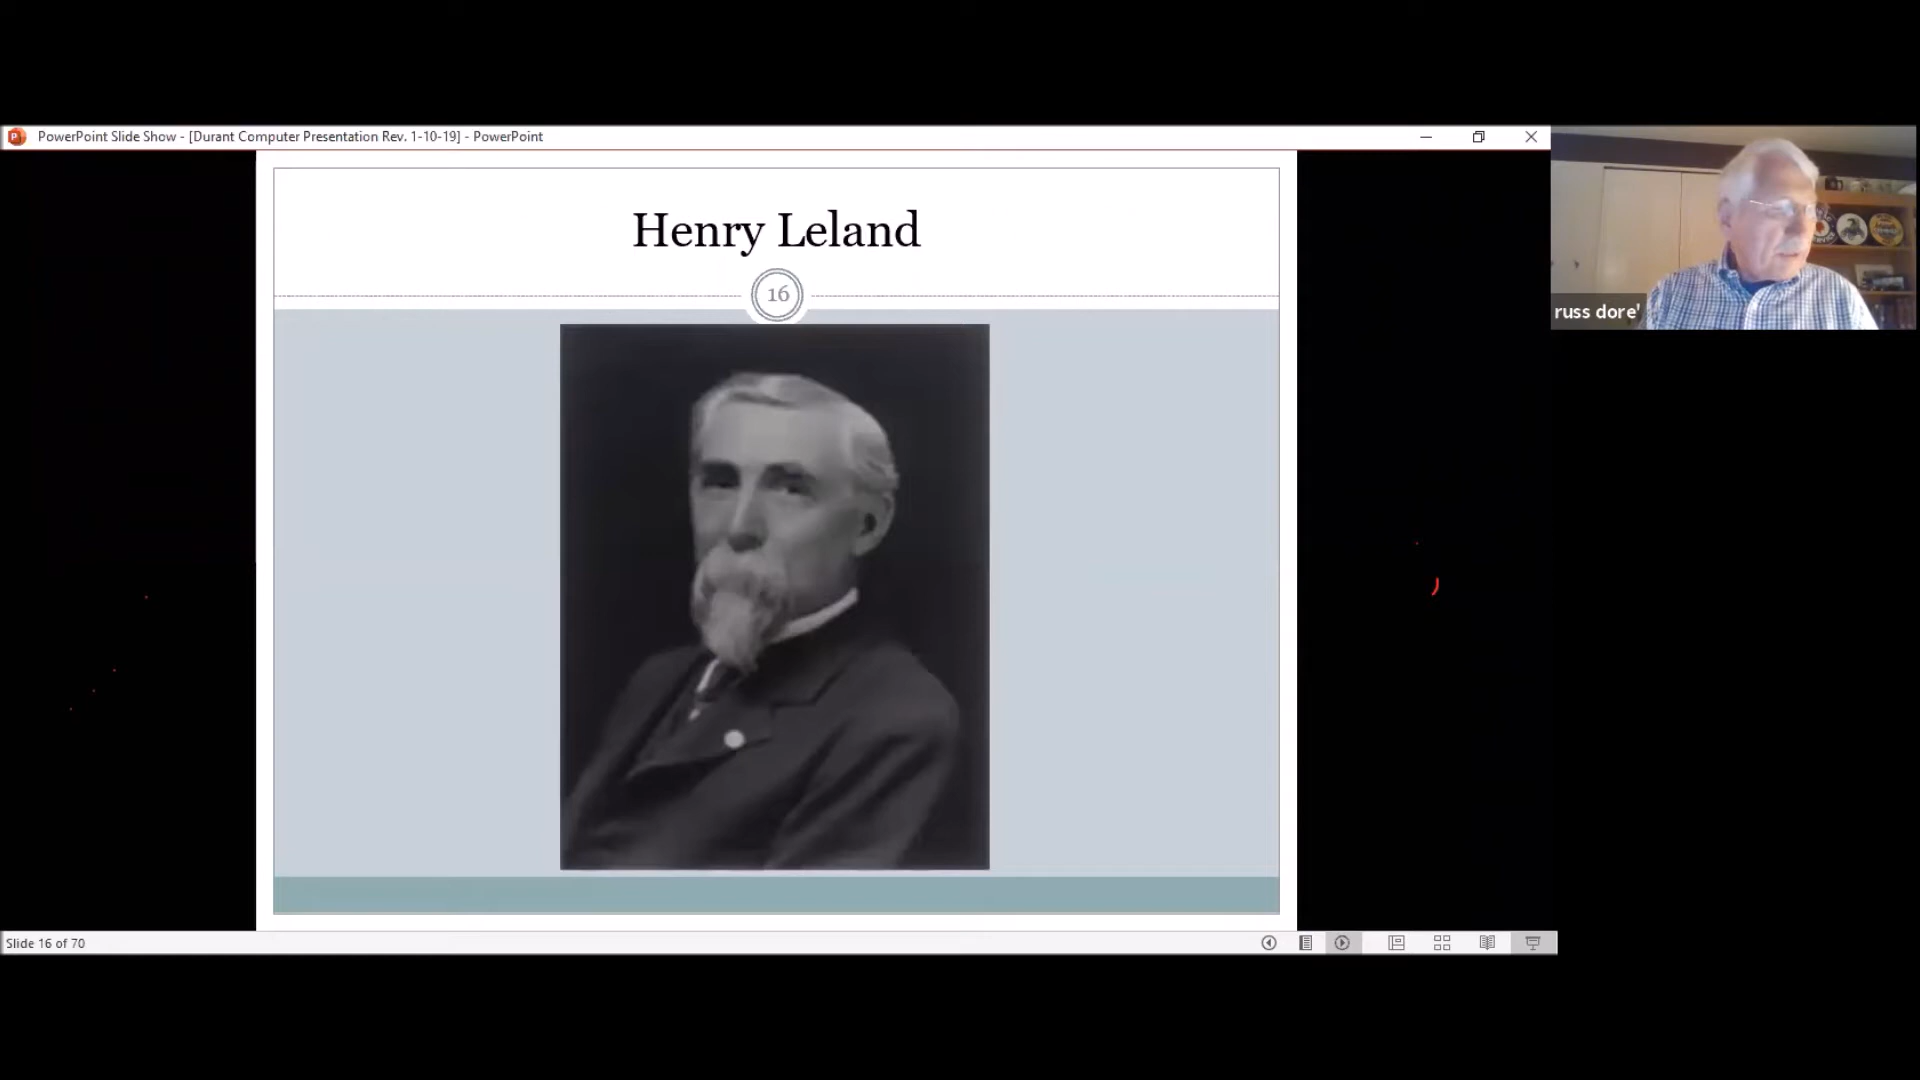 PowerPoint Slide Show - [Durant Computer Presentation Rev. 1-10-19] - PowerPoint
Henry Leland
16
russ dore'
Slide 16 of 70